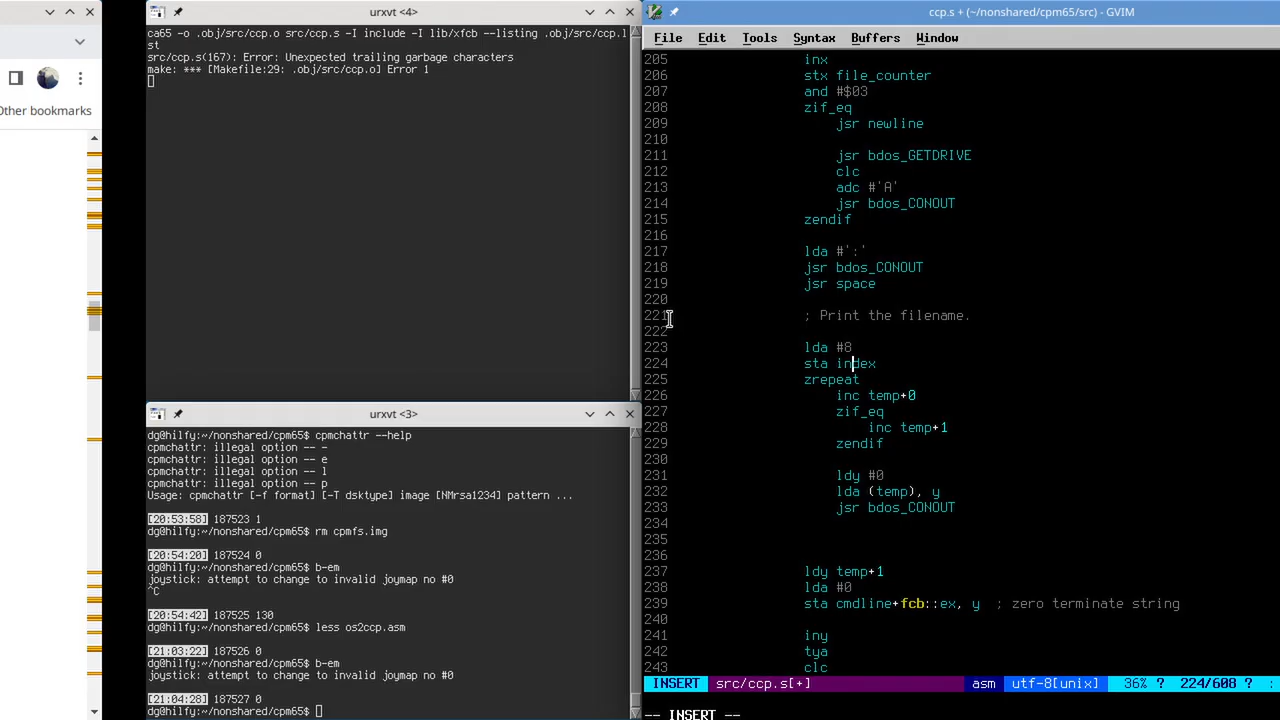 Other bookmarks
urxvt <4>
ca65 -o .obj/src/ccp.o src/ccp.s -I include -I lib/xfcb --listing .obj/src/ccp.l
st
src/ccp.s(167): Error: Unexpected trailing garbage characters
make: *** [Makefile:29: .obj/src/ccp.o] Error 1
urxvt <3>
dg@hilfy:~/nonshared/cpm65$ cpmchattr --help
cpmchattr: illegal option -- -
cpmchattr: illegal option -- e
cpmchattr: illegal option -- l
cpmchattr: illegal option -- p
Usage: cpmchattr [-f format] [-T dsktype] image [NMrsa1234] pattern ...
[20:53:58] 187523 1
dg@hilfy:~/nonshared/cpm65$ rm cpmfs.img
[20:54:20] 187524 0
dg@hilfy:~/nonshared/cpm65$ b-em
joystick: attempt to change to invalid joymap no #0
^C
[20:54:42] 187525 130
dg@hilfy:~/nonshared/cpm65$ less os2ccp.asm
[21:03:22] 187526 0
dg@hilfy:~/nonshared/cpm65$ b-em
joystick: attempt to change to invalid joymap no #0
[21:04:28] 187527 0
dg@hilfy:~/nonshared/cpm65$
ccp.s + (~/nonshared/cpm65/src) - GVIM
File Edit Tools Syntax Buffers Window
205 inx
206 stx file_counter
207 and #$03
208 zif_eq
209 jsr newline
210
211 jsr bdos_GETDRIVE
212 clc
213 adc #'A'
214 jsr bdos_CONOUT
215 zendif
216
217 lda #':'
218 jsr bdos_CONOUT
219 jsr space
220
221 ; Print the filename.
222
223 lda #8
224 sta index
225 zrepeat
226 inc temp+0
227 zif_eq
228 inc temp+1
229 zendif
230
231 ldy #0
232 lda (temp), y
233 jsr bdos_CONOUT
234
235
236
237 ldy temp+1
238 lda #0
239 sta cmdline+fcb::ex, y ; zero terminate string
240
241 iny
242 tya
243 clc
INSERT src/ccp.s[+] asm utf-8[unix] 36% ? 224/608 ? :
-- INSERT --